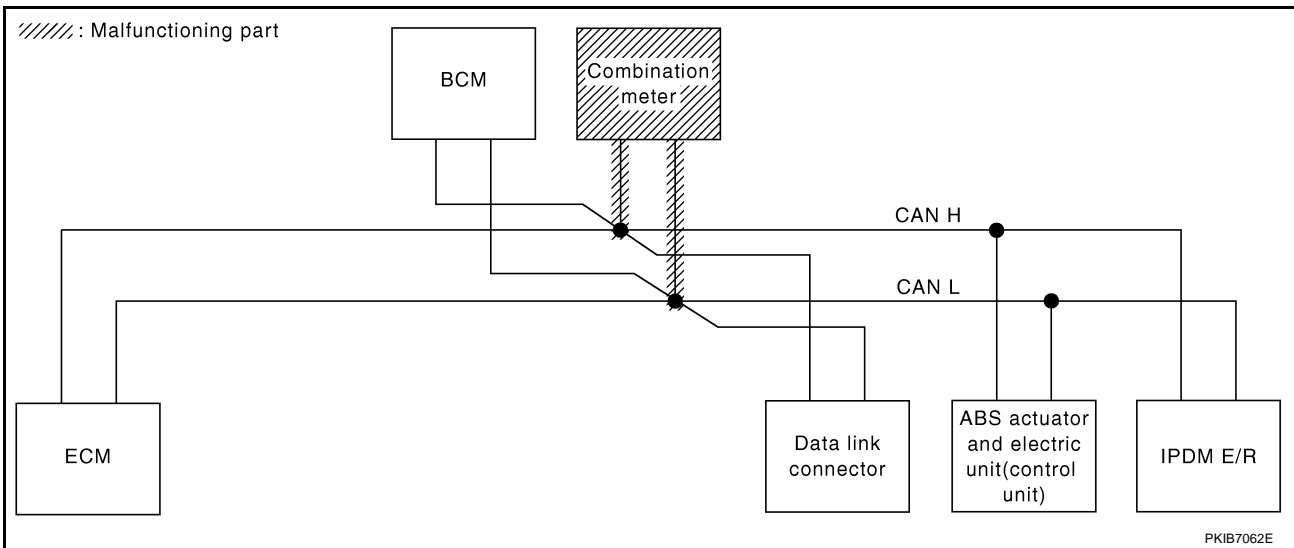 : Malfunctioning part
BCM
Combination
meter
CAN H
CAN L
ECM
Data link
connector
ABS actuator
and electric
unit(control
unit)
IPDM E/R
PKIB7062E